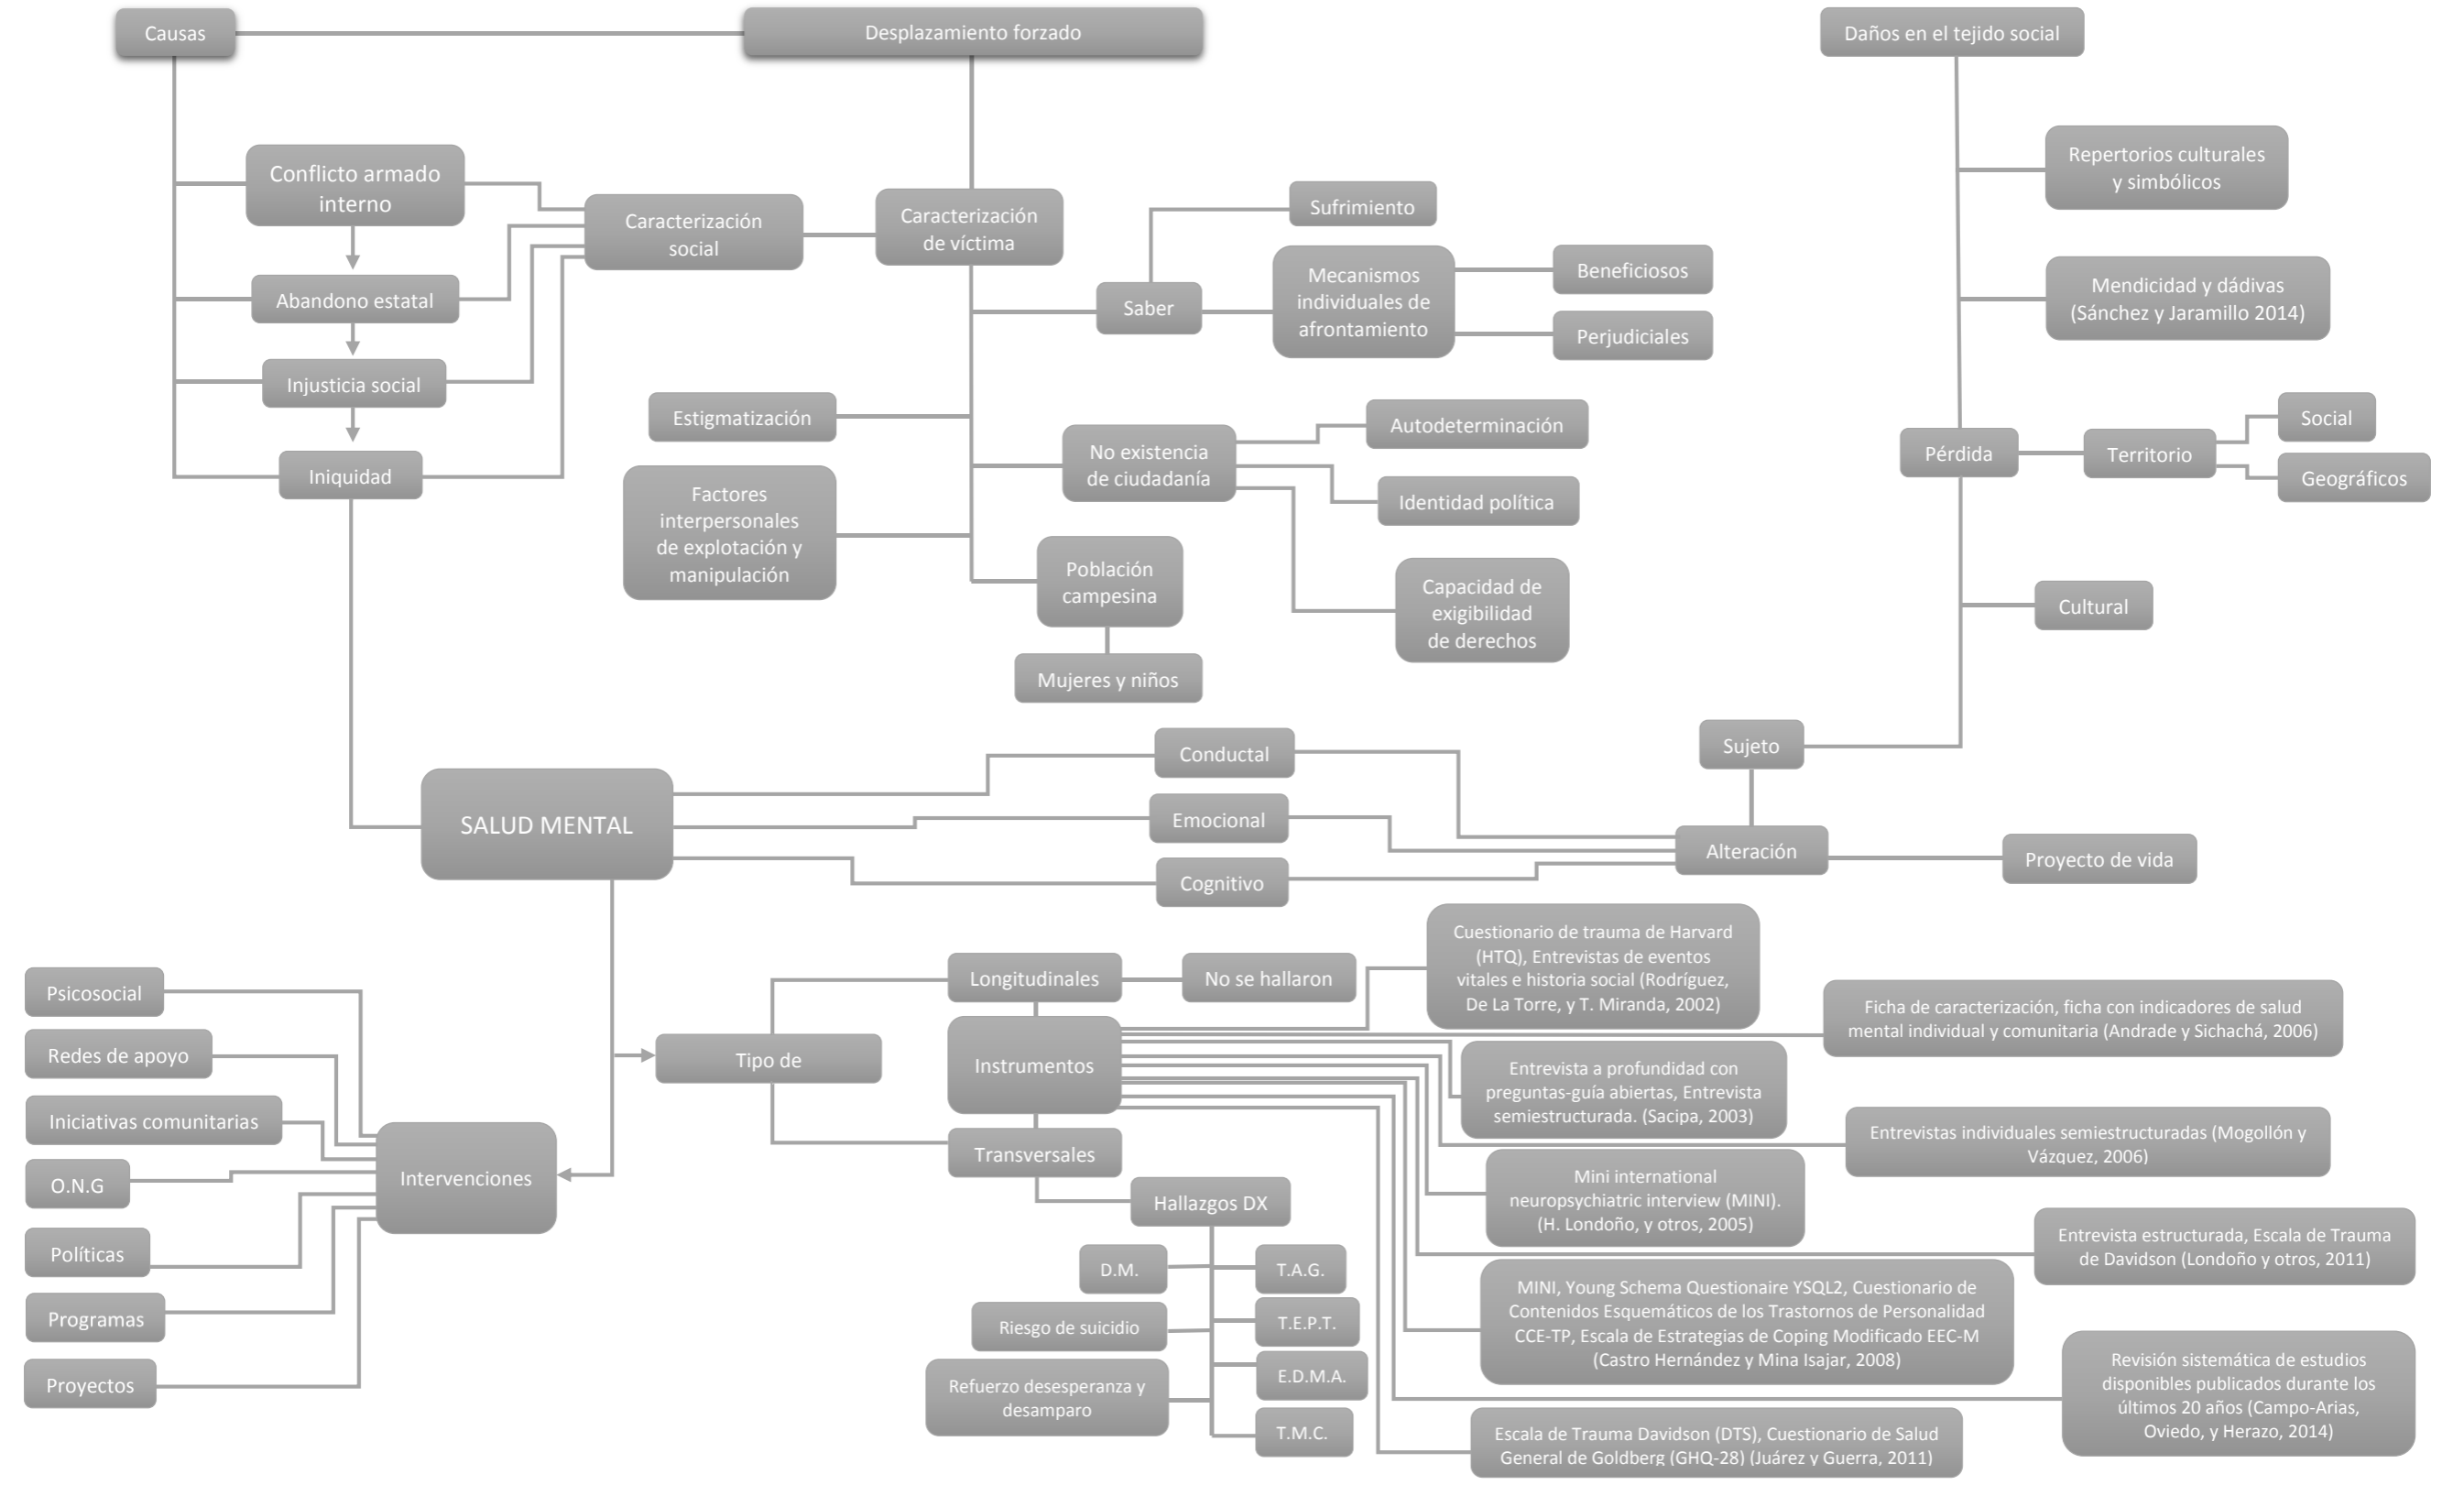 Causas
Desplazamiento forzado
Daños en el tejido social
Conflicto armado
interno
Caracterización
social
Caracterización
de víctima
Abandono estatal
Injusticia social
Iniquidad
Sufrimiento
Saber
Mecanismos
individuales de
afrontamiento
Beneficiosos
Perjudiciales
Estigmatización
Factores
interpersonales
de explotación y
manipulación
No existencia
de ciudadanía
Autodeterminación
Identidad política
Capacidad de
exigibilidad
de derechos
Población
campesina
Mujeres y niños
Repertorios culturales
y simbólicos
Mendicidad y dádivas
(Sánchez y Jaramillo 2014)
Pérdida
Territorio
Social
Geográficos
Cultural
Sujeto
SALUD MENTAL
Conductal
Emocional
Cognitivo
Alteración
Proyecto de vida
Psicosocial
Redes de apoyo
Iniciativas comunitarias
O.N.G
Políticas
Programas
Proyectos
Intervenciones
Tipo de
Longitudinales
No se hallaron
Instrumentos
Transversales
Hallazgos DX
D.M.
T.A.G.
Riesgo de suicidio
T.E.P.T.
E.D.M.A.
Refuerzo desesperanza y
desamparo
T.M.C.
Cuestionario de trauma de Harvard
(HTQ), Entrevistas de eventos
vitales e historia social (Rodríguez,
De La Torre, y T. Miranda, 2002)
Ficha de caracterización, ficha con indicadores de salud
mental individual y comunitaria (Andrade y Sichachá, 2006)
Entrevista a profundidad con
preguntas-guía abiertas, Entrevista
semiestructurada. (Sacipa, 2003)
Entrevistas individuales semiestructuradas (Mogollón y
Vázquez, 2006)
Mini international
neuropsychiatric interview (MINI).
(H. Londoño, y otros, 2005)
Entrevista estructurada, Escala de Trauma
de Davidson (Londoño y otros, 2011)
MINI, Young Schema Questionaire YSQL2, Cuestionario de
Contenidos Esquemáticos de los Trastornos de Personalidad
CCE-TP, Escala de Estrategias de Coping Modificado EEC-M
(Castro Hernández y Mina Isajar, 2008)
Revisión sistemática de estudios
disponibles publicados durante los
últimos 20 años (Campo-Arias,
Oviedo, y Herazo, 2014)
Escala de Trauma Davidson (DTS), Cuestionario de Salud
General de Goldberg (GHQ-28) (Juárez y Guerra, 2011)